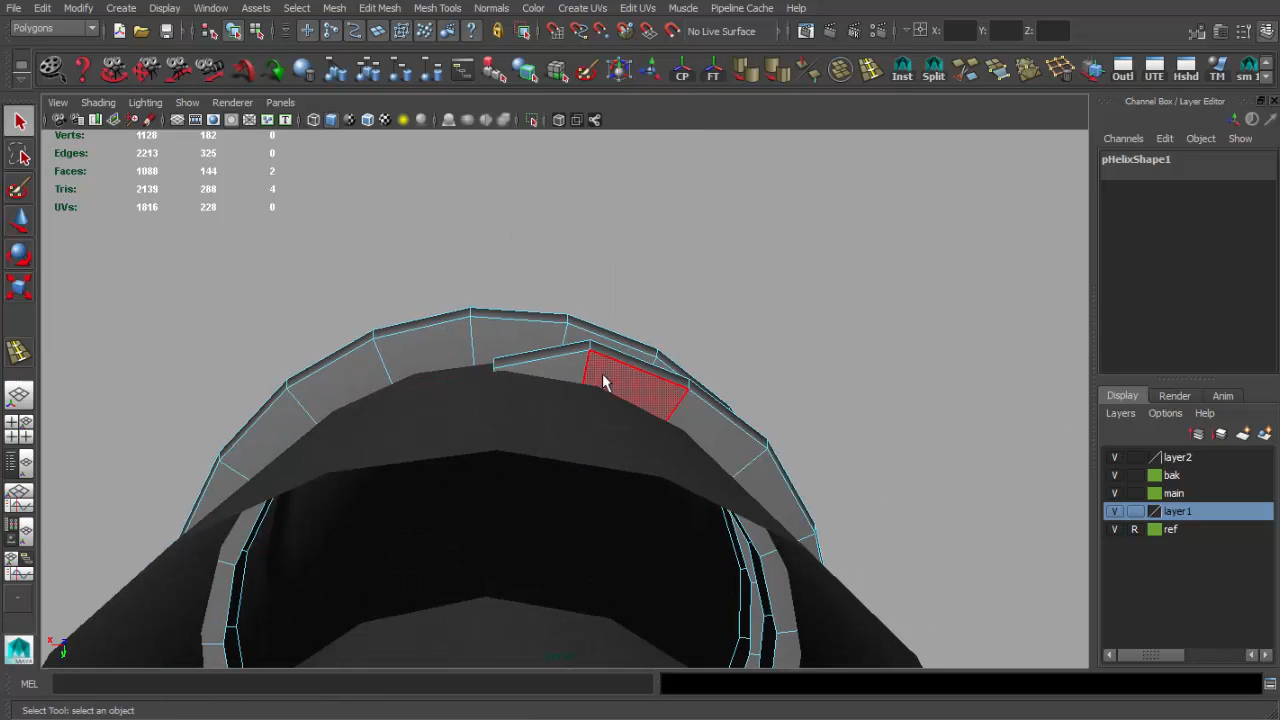 File Edit Modify Create Display Window Assets Select Mesh Edit Mesh Mesh Tools Normals Color Create UVs Edit UVs Muscle Pipeline Cache Help
Polygons No Live Surface X: Y: Z:
CP FT Inst Split Outl UTE Hshd TM sm 1
View Shading Lighting Show Renderer Panels
Channel Box / Layer Editor
Channels Edit Object Show
pHelixShape1
Verts: 1128 182 0
Edges: 2213 325 0
Faces: 1088 144 2
Tris: 2139 288 4
UVs: 1816 228 0
Display Render Anim
Layers Options Help
V layer2
V bak
V main
V layer1
V R ref
x
y
MEL
Select Tool: select an object